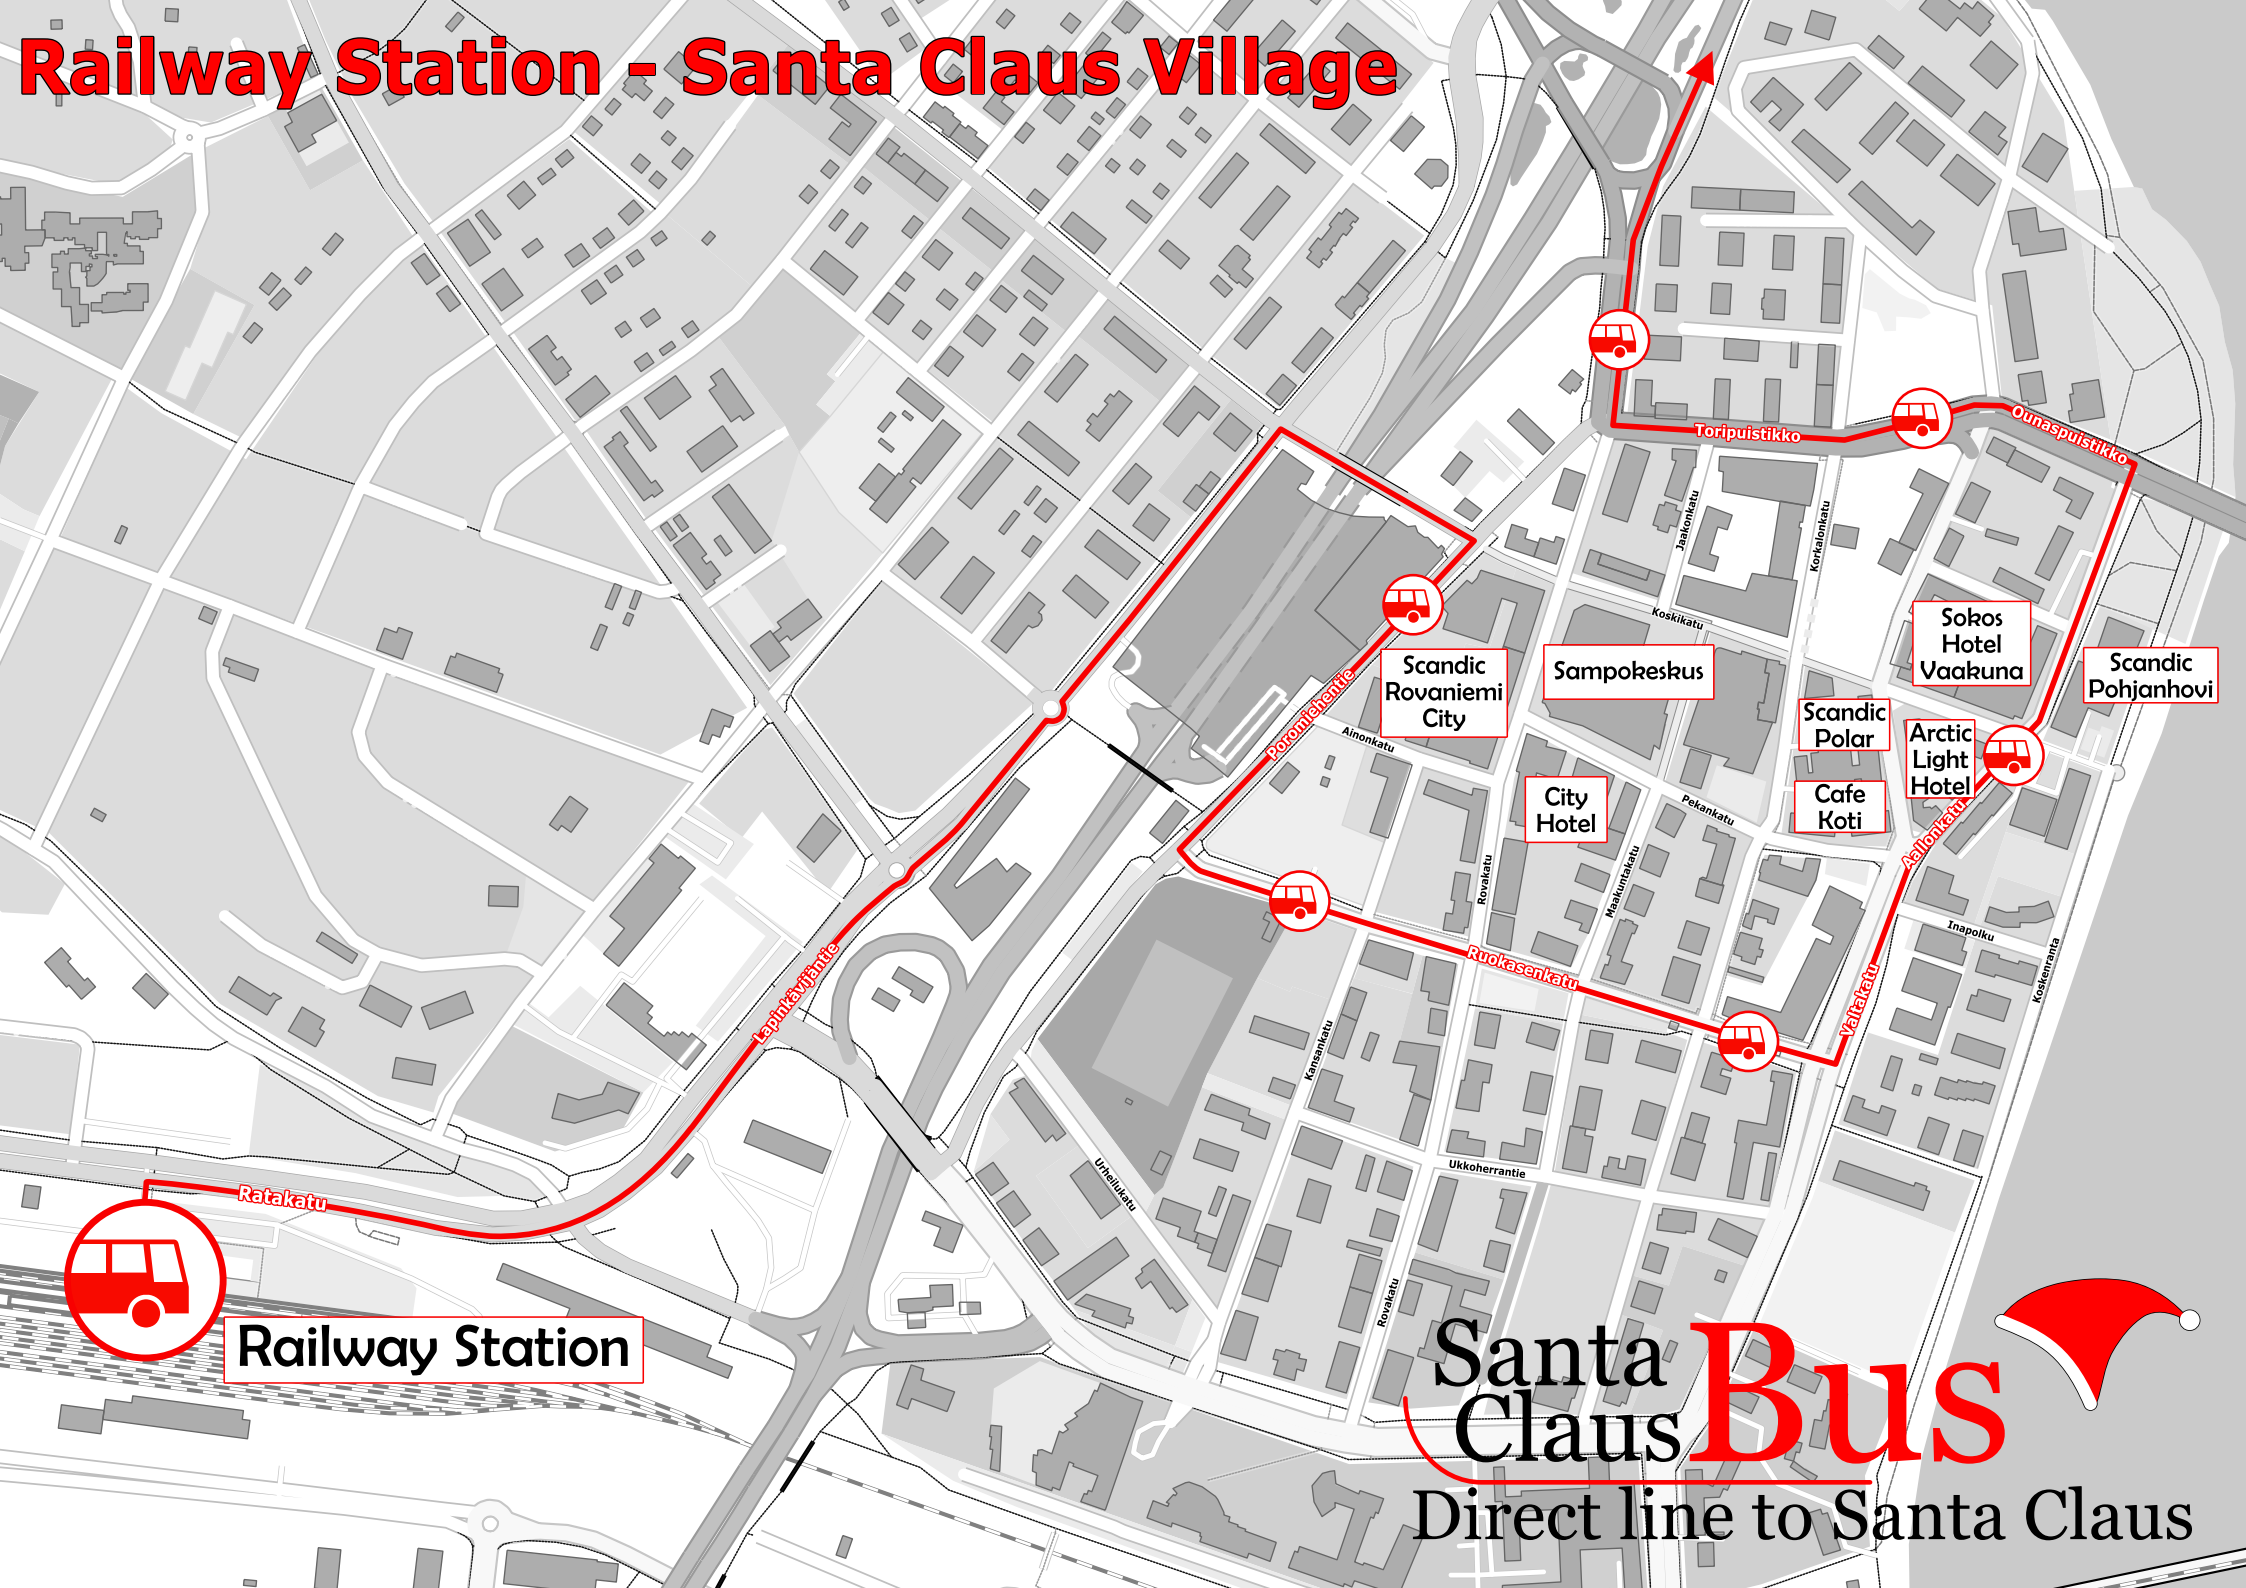 Railway Station - Santa Claus Village
Ounaspuistikko
Toripuistikko
Jaakonkatu
Korkalonkatu
Koskikatu
Sokos
Hotel
Vaakuna
Scandic
Pohjanhovi
Scandic
Rovaniemi
City
Sampokeskus
Poromiehentie
Ainonkatu
Scandic
Polar
Arctic
Light
Hotel
City
Hotel
Cafe
Koti
Pekankatu
Aallonkatu
Rovakatu
Maakuntakatu
Inapolku
Koskenranta
Lapinkävijäntie
Ruokasenkatu
Valtakatu
Kansankatu
Urheilukatu
Ukkoherrantie
Ratakatu
Rovakatu
Railway Station
Santa
Claus Bus
Direct line to Santa Claus